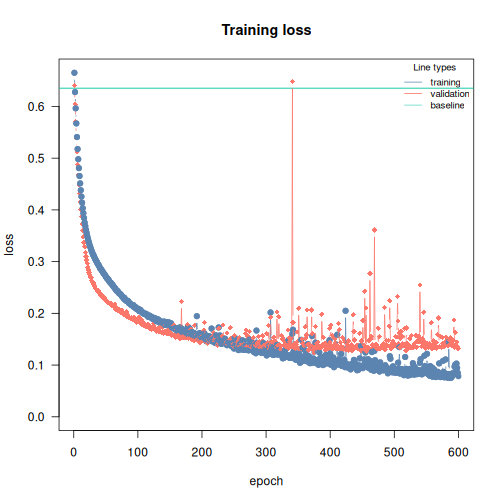 Training loss
Line types
training
validation
baseline
loss
0.6
0.5
0.4
0.3
0.2
0.1
0.0
0 100 200 300 400 500 600
epoch